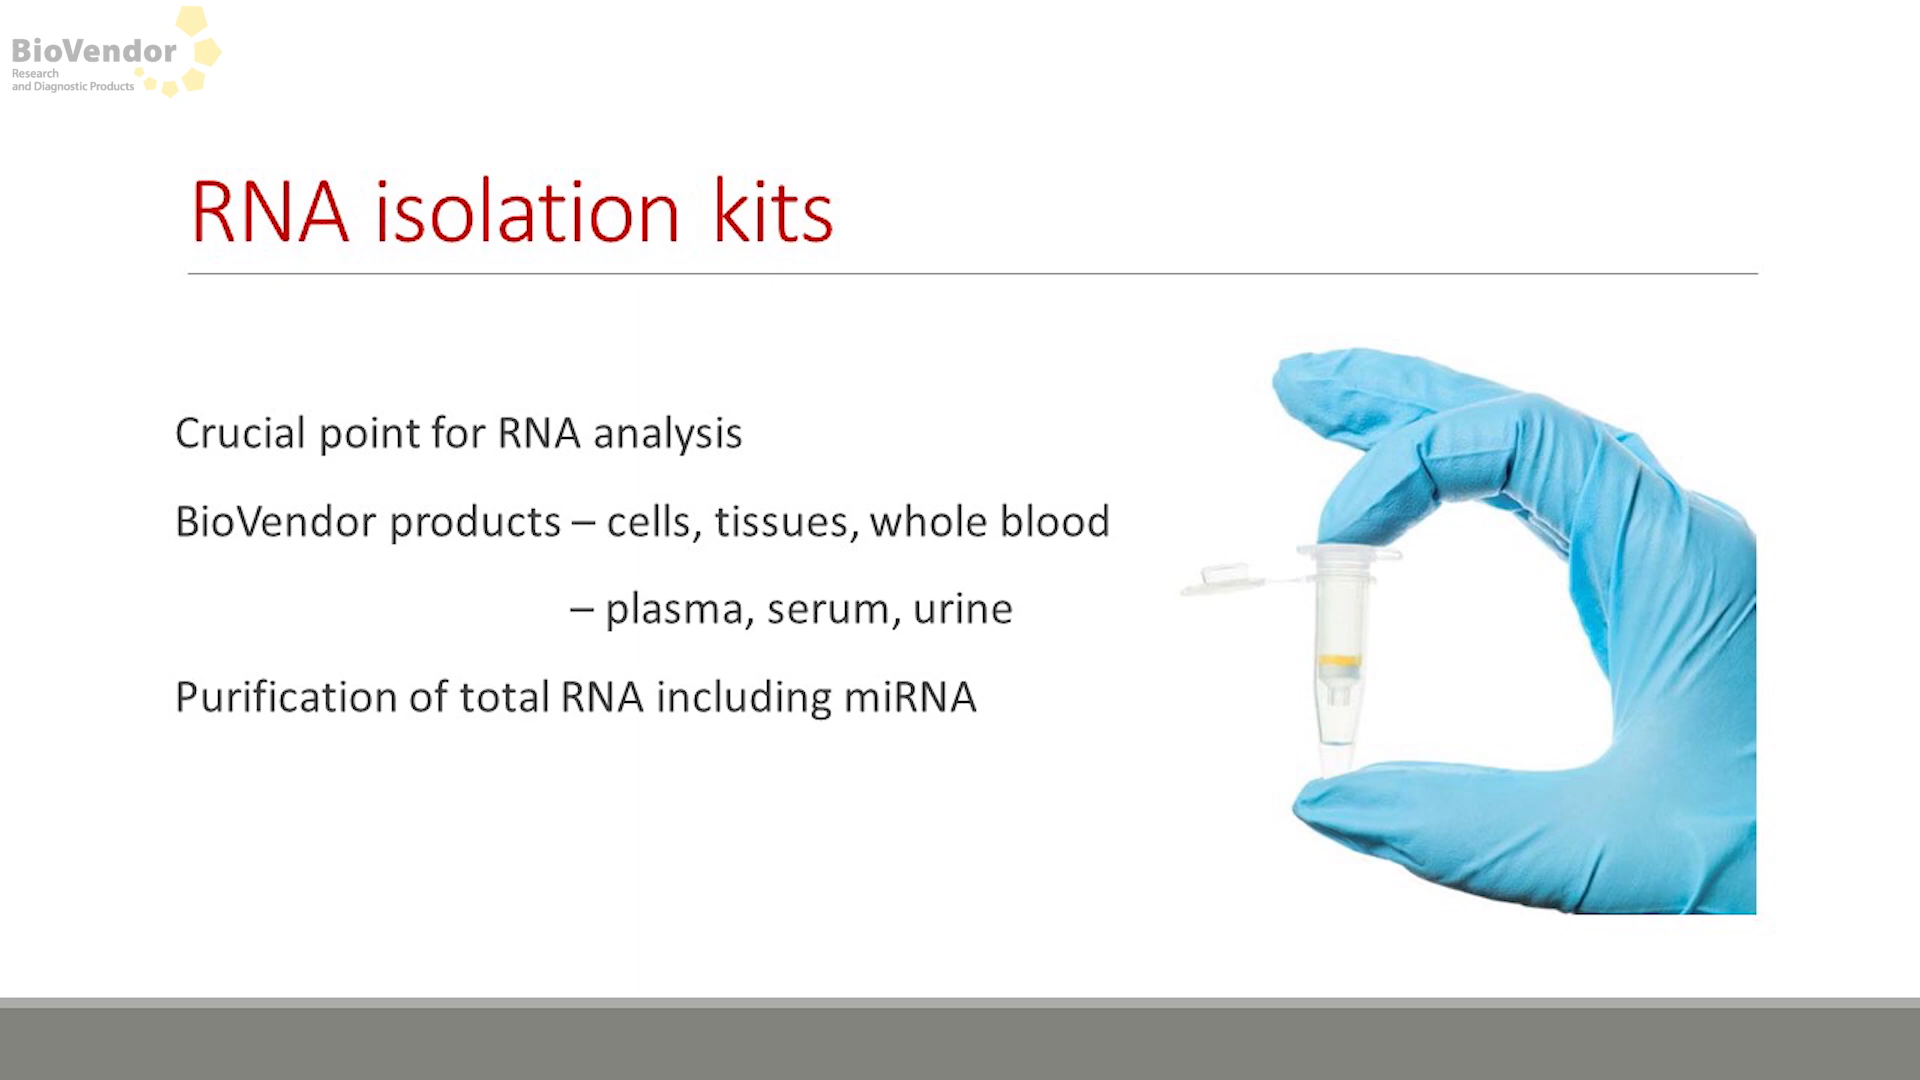 BioVendor
Research
and Diagnostic Products
RNA isolation kits
Crucial point for RNA analysis
BioVendor products – cells, tissues, whole blood
– plasma, serum, urine
Purification of total RNA including miRNA